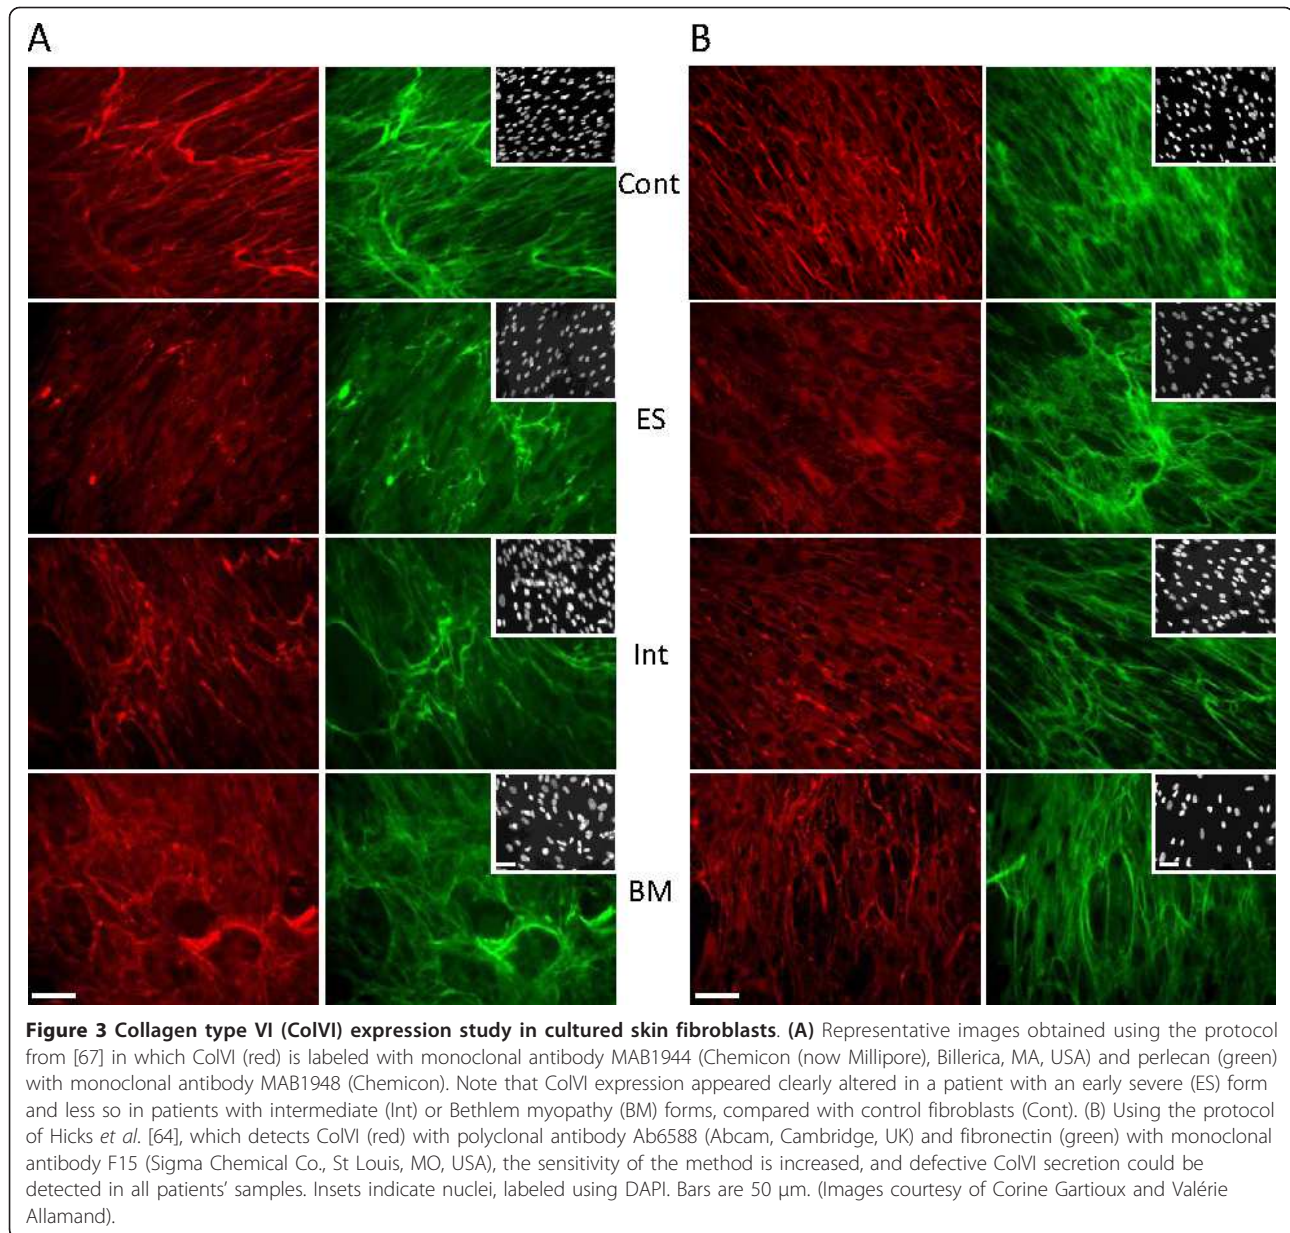 A
B
Cont
ES
Int
BM
Figure 3 Collagen type VI (ColVI) expression study in cultured skin fibroblasts. (A) Representative images obtained using the protocol
from [67] in which ColVI (red) is labeled with monoclonal antibody MAB1944 (Chemicon (now Millipore), Billerica, MA, USA) and perlecan (green)
with monoclonal antibody MAB1948 (Chemicon). Note that ColVI expression appeared clearly altered in a patient with an early severe (ES) form
and less so in patients with intermediate (Int) or Bethlem myopathy (BM) forms, compared with control fibroblasts (Cont). (B) Using the protocol
of Hicks et al. [64], which detects ColVI (red) with polyclonal antibody Ab6588 (Abcam, Cambridge, UK) and fibronectin (green) with monoclonal
antibody F15 (Sigma Chemical Co., St Louis, MO, USA), the sensitivity of the method is increased, and defective ColVI secretion could be
detected in all patients' samples. Insets indicate nuclei, labeled using DAPI. Bars are 50 μm. (Images courtesy of Corine Gartioux and Valérie
Allamand).